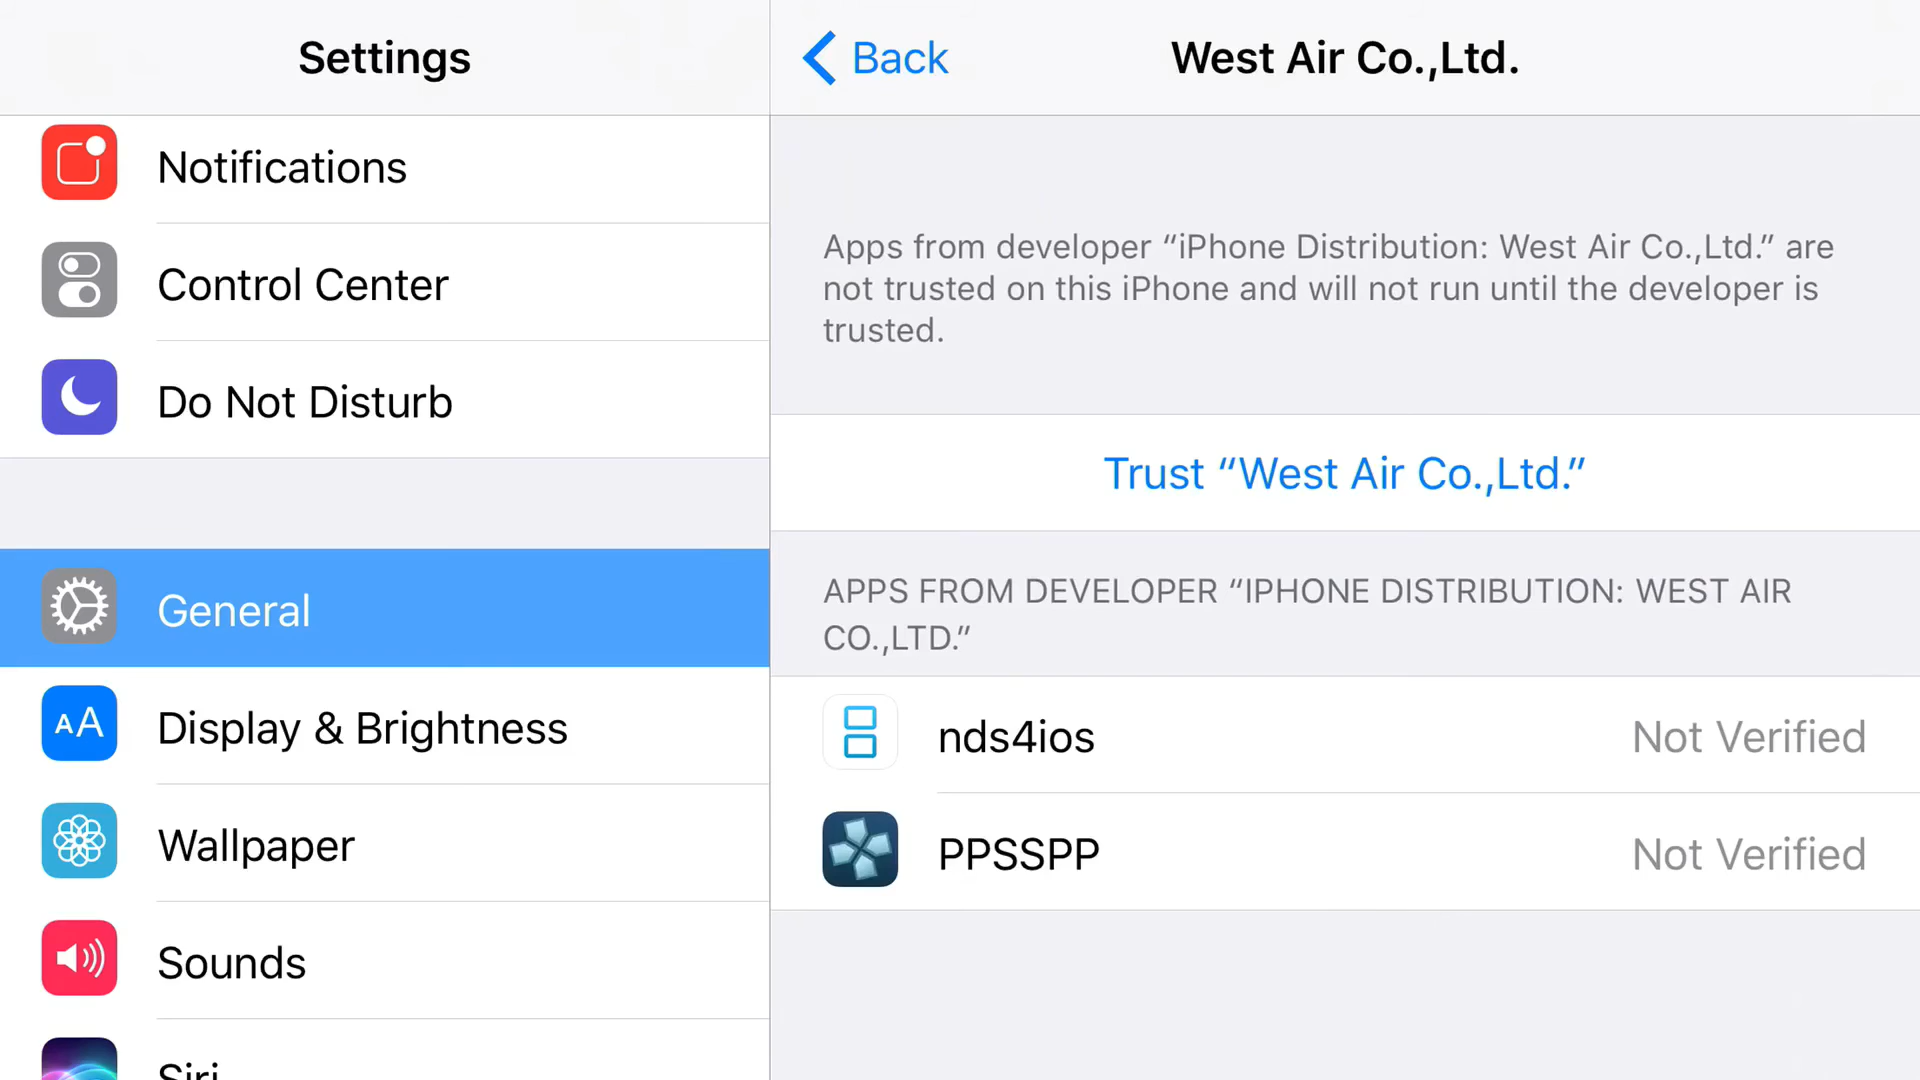 Settings
Notifications
Control Center
Do Not Disturb
General
AA Display & Brightness
Wallpaper
Sounds
Siri
Back
West Air Co.,Ltd.
Apps from developer “iPhone Distribution: West Air Co.,Ltd.” are
not trusted on this iPhone and will not run until the developer is
trusted.
Trust “West Air Co.,Ltd.”
APPS FROM DEVELOPER “IPHONE DISTRIBUTION: WEST AIR
CO.,LTD.”
nds4ios Not Verified
PPSSPP Not Verified